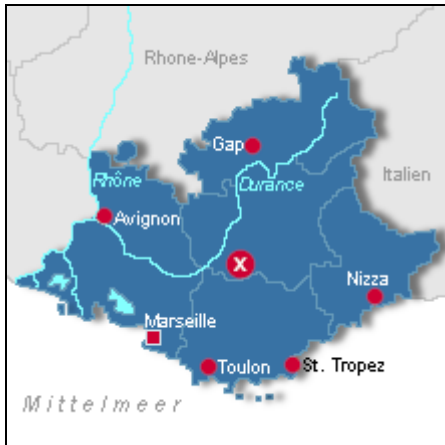 Rhone-Alpes
Gap
Rhône
Durance
Italien
Avignon
X
Nizza
Marseille
Toulon
St. Tropez
Mittelmeer